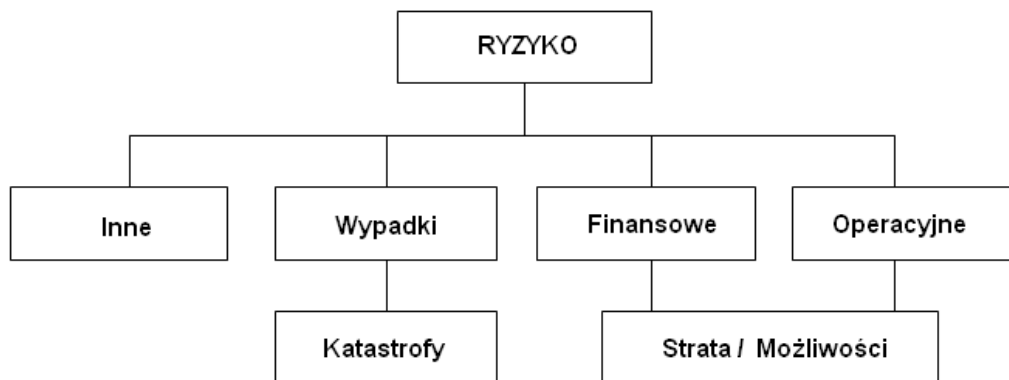 RYZYKO
Inne
Wypadki
Finansowe
Operacyjne
Katastrofy
Strata / Możliwości